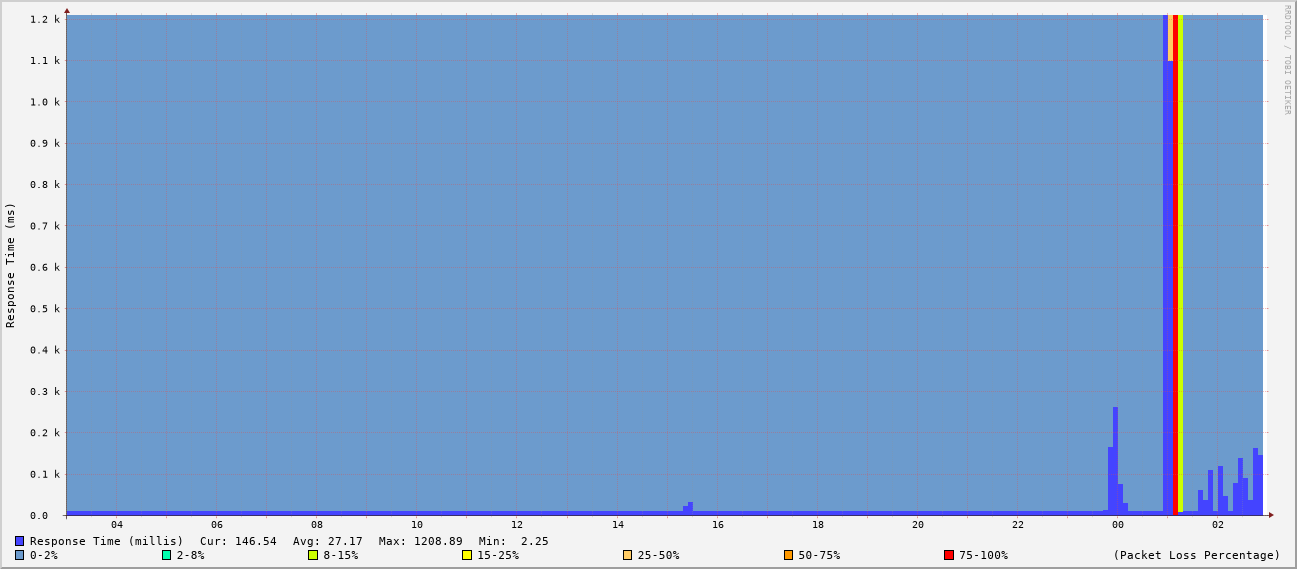 1.2 k
1.1 k
1.0 k
0.9 k
0.8 k
0.7 k
0.6 k
0.5 k
0.4 k
0.3 k
0.2 k
0.1 k
0.0
Response Time (ms)
RRDTOOL / TOBI OETIKER
04 06 08 10 12 14 16 18 20 22 00 02
Response Time (millis) Cur: 146.54 Avg: 27.17 Max: 1208.89 Min: 2.25
0-2% 2-8% 8-15% 15-25% 25-50% 50-75% 75-100% (Packet Loss Percentage)